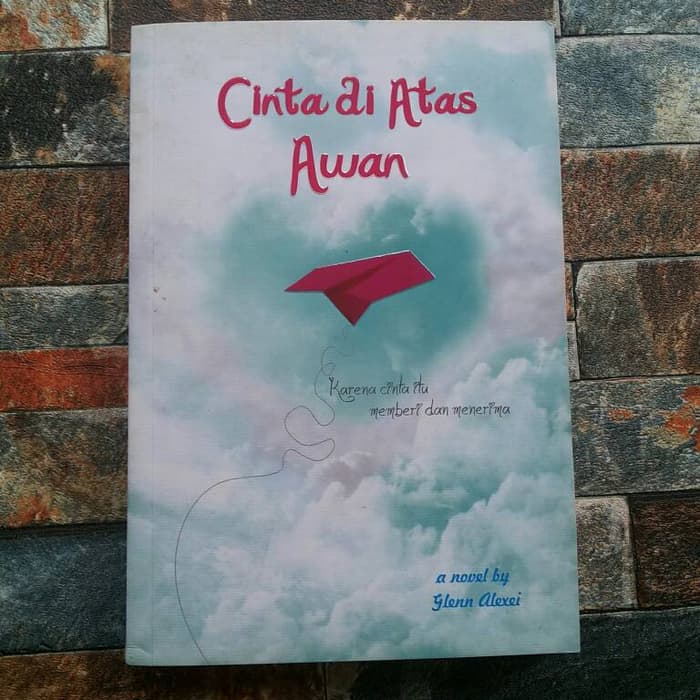 Cinta di Atas
Awan
Karena cinta itu
memberi dan menerima
a novel by
Glenn Alexei